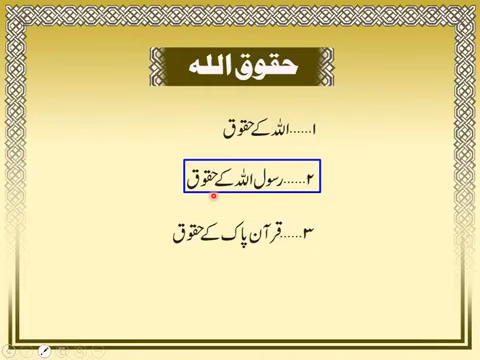 حقوق اللہ
۱......اللہ کے حقوق
۲......رسول اللہ کے حقوق
۳......قرآن پاک کے حقوق